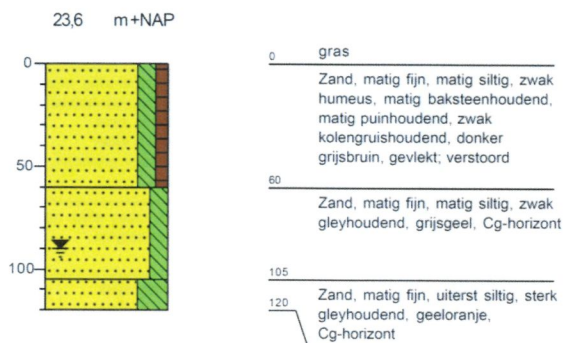 23,6 m+NAP
0
50
100
0 gras
Zand, matig fijn, matig siltig, zwak
humeus, matig baksteenhoudend,
matig puinhoudend, zwak
kolengruishoudend, donker
grijsbruin, gevlekt; verstoord
60
Zand, matig fijn, matig siltig, zwak
gleyhoudend, grijsgeel, Cg-horizont
105
Zand, matig fijn, uiterst siltig, sterk
120
gleyhoudend, geeloranje,
Cg-horizont